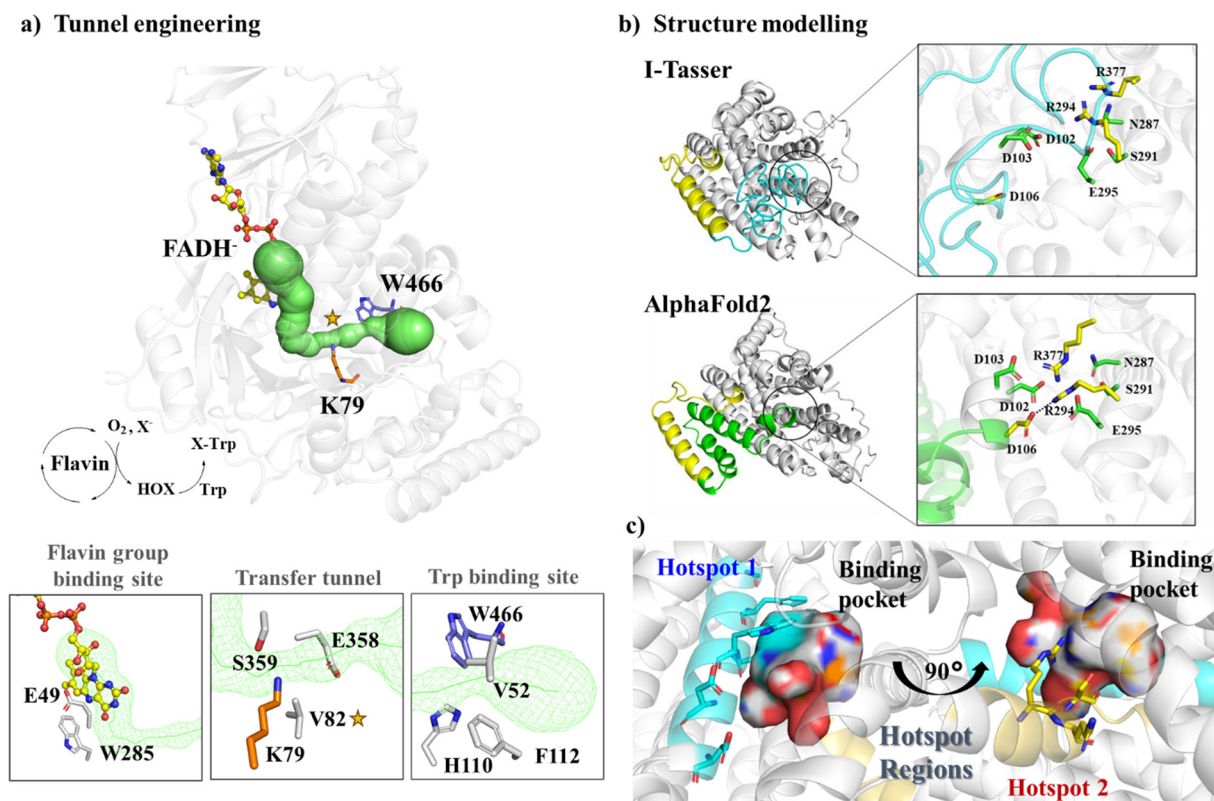 a) Tunnel engineering
FADH-
W466
K79
O2, X-
X-Trp
Flavin
HOX
Trp
Flavin group
binding site
E49
W285
Transfer tunnel
S359
E358
V82
K79
Trp binding site
W466
V52
H110
F112
b) Structure modelling
I-Tasser
R377
R294
N287
D102
D103
S291
E295
D106
AlphaFold2
D103
R377
N287
D102
S291
R294
D106
E295
c)
Hotspot 1
Binding
pocket
90°
Binding
pocket
Hotspot
Regions
Hotspot 2